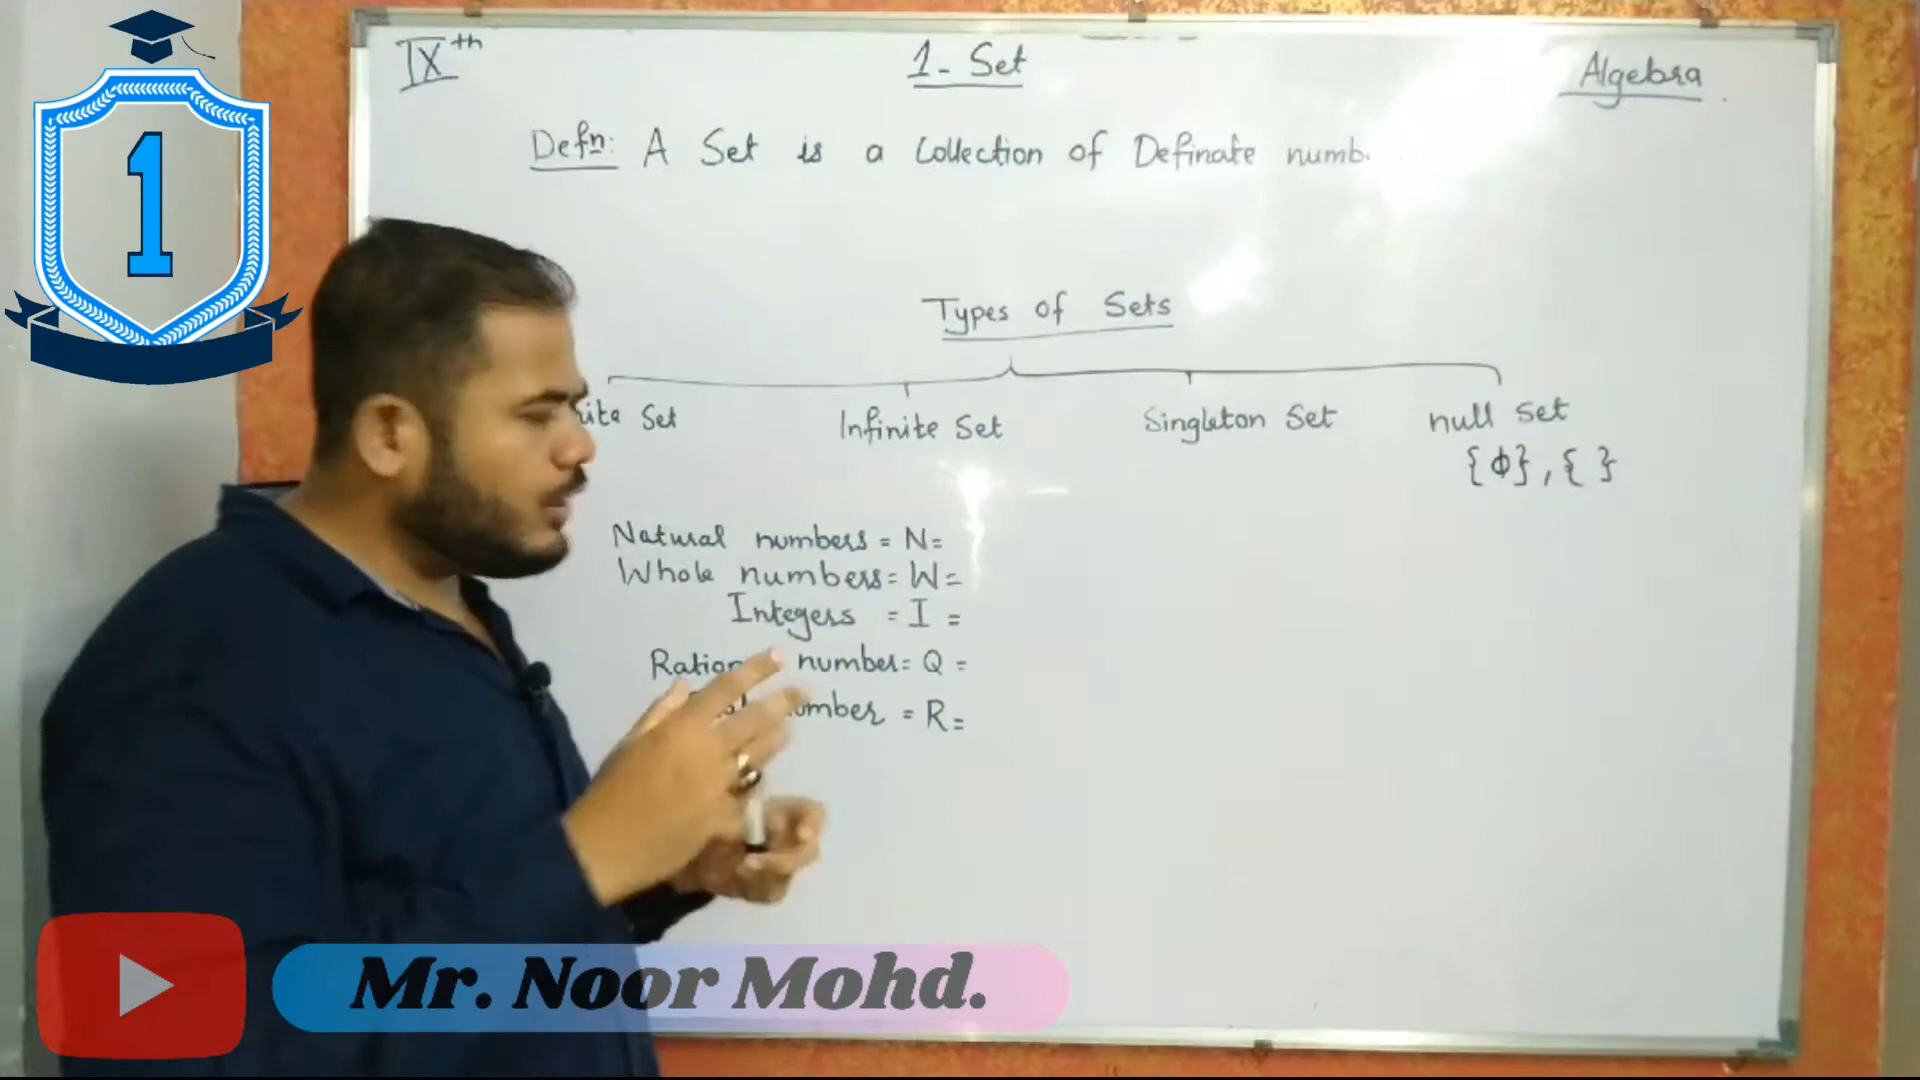 IXth
1- Set
Algebra
1
Defn: A Set is a Collection of Definate numb.
Types of Sets
Set
Infinite Set
Singleton Set
null Set
{Φ}, { }
Natural numbers = N=
Whole numbers = W=
Integers = I =
number= Q =
= R=
Mr. Noor Mohd.